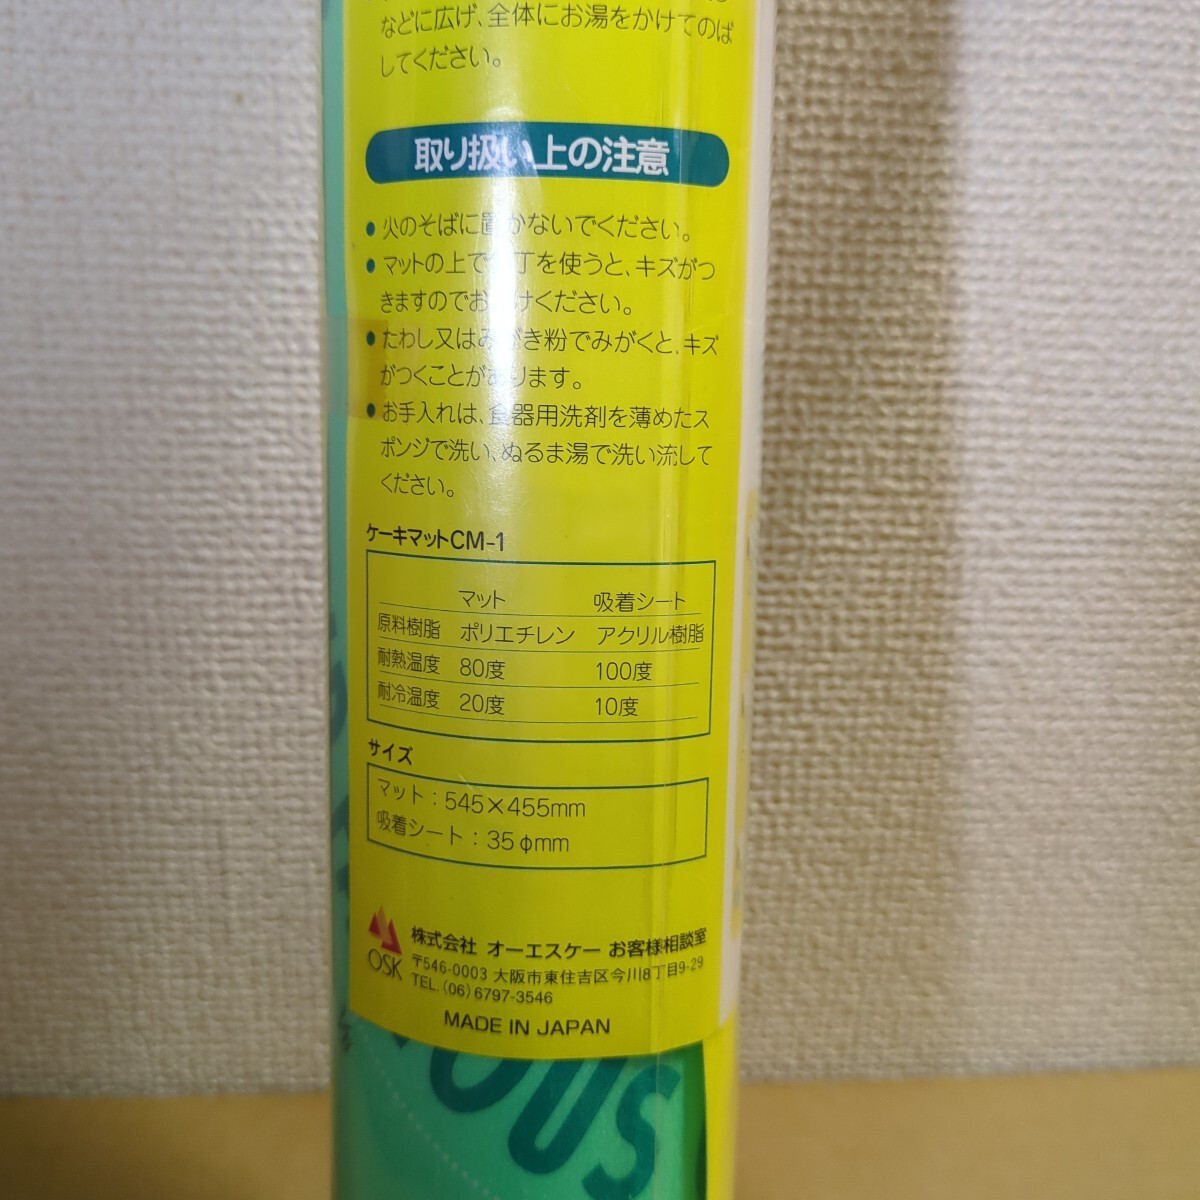 などに広げ、全体にお湯をかけてのば
してください。
取り扱い上の注意
● 火のそばに置かないでください。
● マットの上で丁を使うと、キズがつ
きますのでおけください。
● たわし又はみがき粉でみがくと、キズ
がつくことがあります。
● お手入れは、食器用洗剤を薄めたス
ポンジで洗い、ぬるま湯で洗い流して
ください。
ケーキマットCM-1
マット 吸着シート
原料樹脂 ポリエチレン アクリル樹脂
耐熱温度 80度 100度
耐冷温度 20度 10度
サイズ
マット：545×455mm
吸着シート：35φmm
OSK
株式会社 オーエスケー お客様相談室
〒546-0003 大阪市東住吉区今川8丁目9-29
TEL.(06)6797-3546
MADE IN JAPAN
OUS